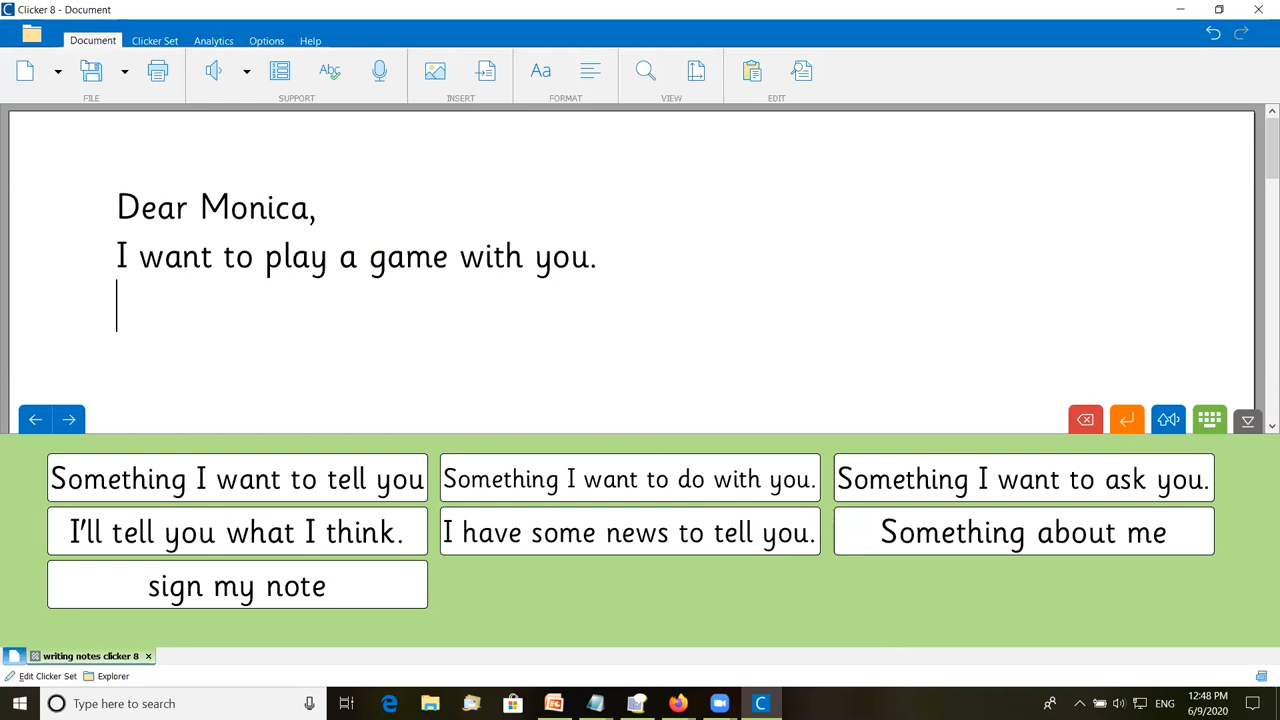 Clicker 8 - Document
Document Clicker Set Analytics Options Help
Abc Aa
FILE SUPPORT INSERT FORMAT VIEW EDIT
Dear Monica,
I want to play a game with you.
Something I want to tell you Something I want to do with you. Something I want to ask you.
I'll tell you what I think. I have some news to tell you. Something about me
sign my note
writing notes clicker 8
Edit Clicker Set Explorer
Type here to search
ENG
12:48 PM
6/9/2020